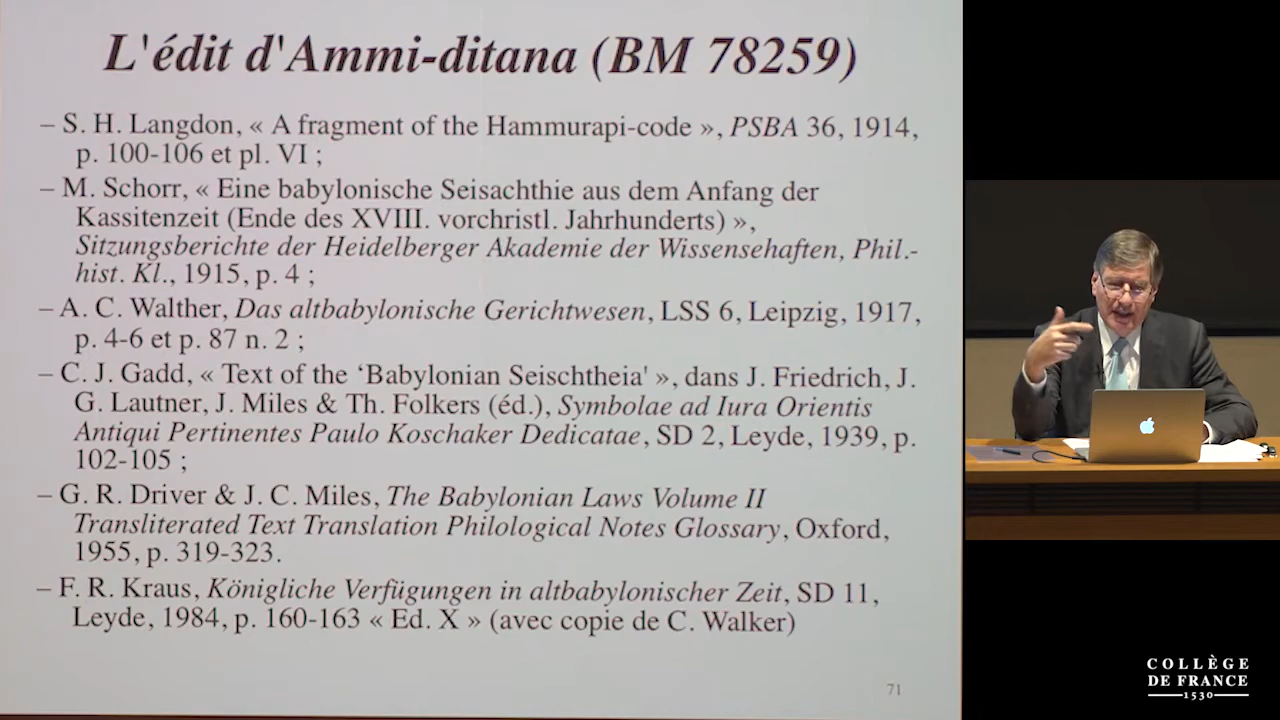 L'édit d'Ammi-ditana (BM 78259)
– S. H. Langdon, « A fragment of the Hammurapi-code », PSBA 36, 1914,
p. 100-106 et pl. VI ;
– M. Schorr, « Eine babylonische Seisachthie aus dem Anfang der
Kassitenzeit (Ende des XVIII. vorchristl. Jahrhunderts) »,
Sitzungsberichte der Heidelberger Akademie der Wissensehaften, Phil.-
hist. Kl., 1915, p. 4 ;
– A. C. Walther, Das altbabylonische Gerichtwesen, LSS 6, Leipzig, 1917,
p. 4-6 et p. 87 n. 2 ;
– C. J. Gadd, « Text of the ‘Babylonian Seischtheia' », dans J. Friedrich, J.
G. Lautner, J. Miles & Th. Folkers (éd.), Symbolae ad Iura Orientis
Antiqui Pertinentes Paulo Koschaker Dedicatae, SD 2, Leyde, 1939, p.
102-105 ;
– G. R. Driver & J. C. Miles, The Babylonian Laws Volume II
Transliterated Text Translation Philological Notes Glossary, Oxford,
1955, p. 319-323.
– F. R. Kraus, Königliche Verfügungen in altbabylonischer Zeit, SD 11,
Leyde, 1984, p. 160-163 « Ed. X » (avec copie de C. Walker)
71
COLLÈGE
DE FRANCE
1530